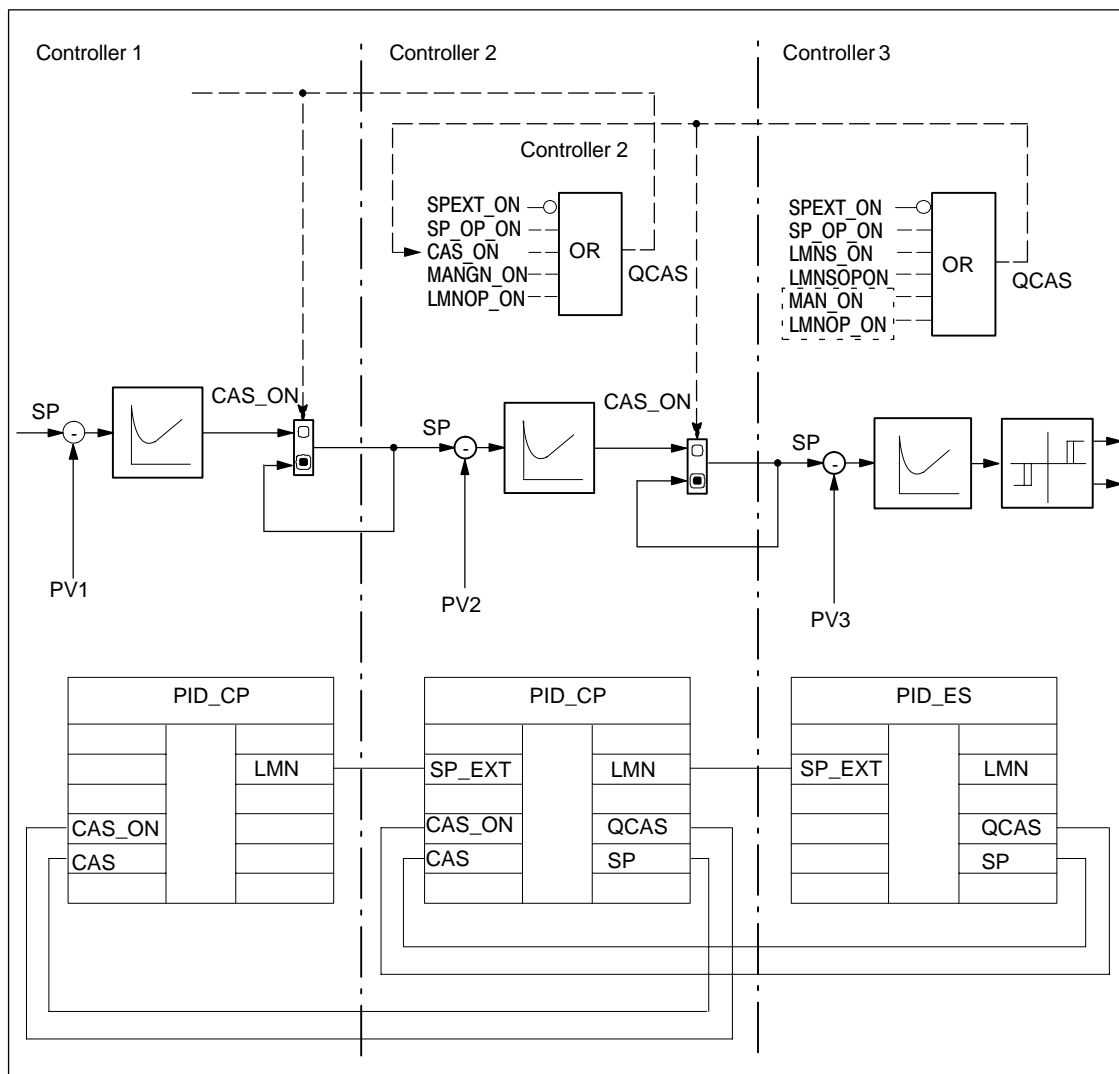 Controller 1
Controller 2
Controller 3
Controller 2
SPEXT_ON
SP_OP_ON
CAS_ON
MANGN_ON
LMNOP_ON
OR
QCAS
SPEXT_ON
SP_OP_ON
LMNS_ON
LMNSOPON
MAN_ON
LMNOP_ON
OR
QCAS
SP
-
CAS_ON
PV1
SP
-
CAS_ON
PV2
SP
-
PV3
PID_CP
LMN
CAS_ON
CAS
PID_CP
SP_EXT
LMN
CAS_ON
QCAS
CAS
SP
PID_ES
SP_EXT
LMN
QCAS
SP